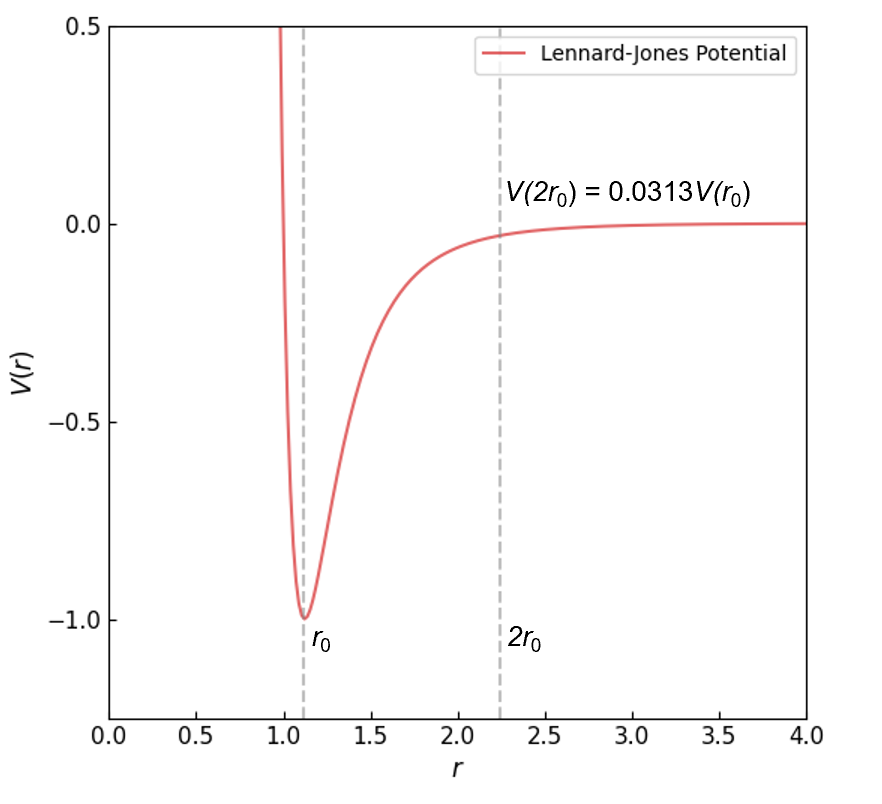 0.5
Lennard-Jones Potential
V(2r₀) = 0.0313V(r₀)
0.0
V(r)
−0.5
−1.0
r₀
2r₀
0.0 0.5 1.0 1.5 2.0 2.5 3.0 3.5 4.0
r